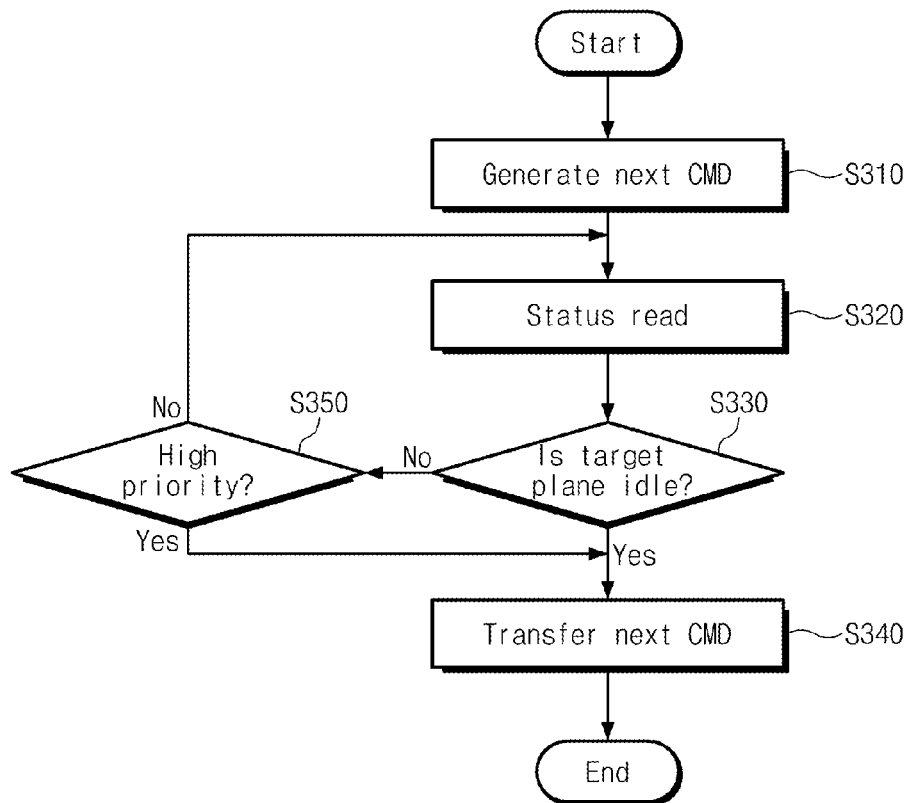 Start
Generate next CMD
S310
Status read
S320
No
S350
S330
High
priority?
No
Is target
plane idle?
Yes
Yes
Transfer next CMD
S340
End